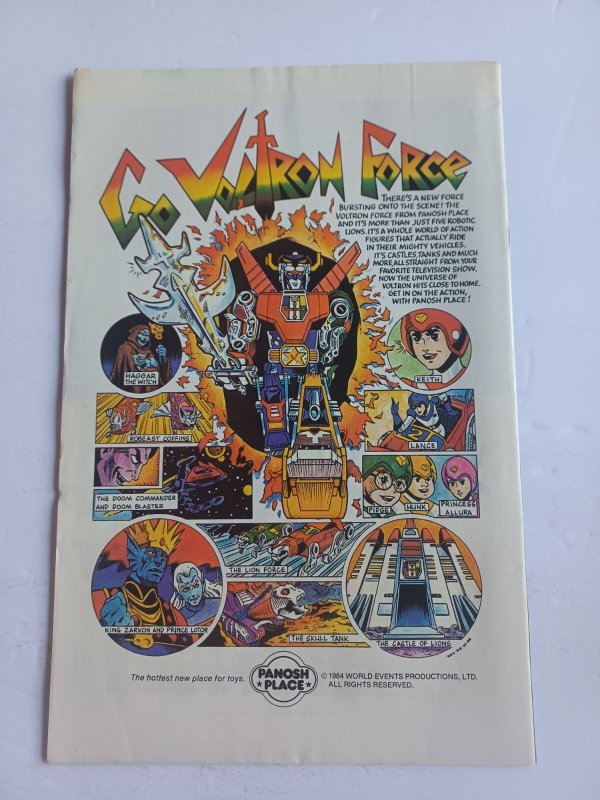 Go Voltron Force
THERE'S A NEW FORCE
BURSTING ONTO THE SCENE! THE
VOLTRON FORCE FROM PANOSH PLACE
AND IT'S MORE THAN JUST FIVE ROBOTIC
LIONS. IT'S A WHOLE WORLD OF ACTION
FIGURES THAT ACTUALLY RIDE
IN THEIR MIGHTY VEHICLES.
IT'S CASTLES, TANKS AND MUCH
MORE, ALL STRAIGHT FROM YOUR
FAVORITE TELEVISION SHOW.
NOW THE UNIVERSE OF
VOLTRON HITS CLOSE TO HOME.
GET IN ON THE ACTION,
WITH PANOSH PLACE!
HAGGAR
THE WITCH
KEITH
ROBEAST COFFINS
LANCE
THE DOOM COMMANDER
AND DOOM BLASTER
PIDGE
HUNK
PRINCESS
ALLURA
THE LION FORCE
KING ZARKON AND PRINCE LOTOR
THE SKULL TANK
THE CASTLE OF LIONS
The hottest new place for toys.
PANOSH
PLACE
© 1984 WORLD EVENTS PRODUCTIONS, LTD.
ALL RIGHTS RESERVED.